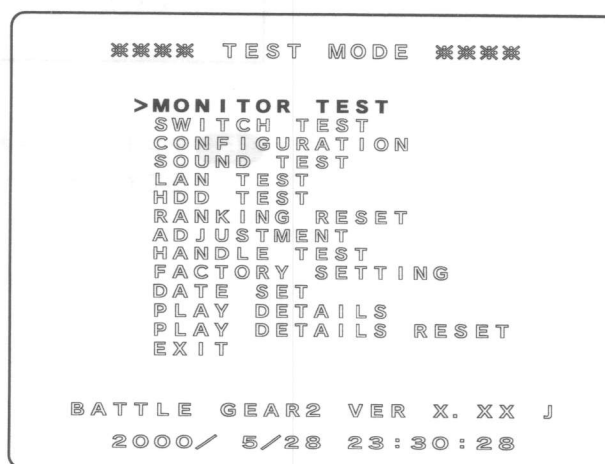 ※※※※ TEST MODE ※※※※
>MONITOR TEST
SWITCH TEST
CONFIGURATION
SOUND TEST
LAN TEST
HDD TEST
RANKING RESET
ADJUSTMENT
HANDLE TEST
FACTORY SETTING
DATE SET
PLAY DETAILS
PLAY DETAILS RESET
EXIT
BATTLE GEAR2 VER X. XX J
2000/ 5/28 23:30:28